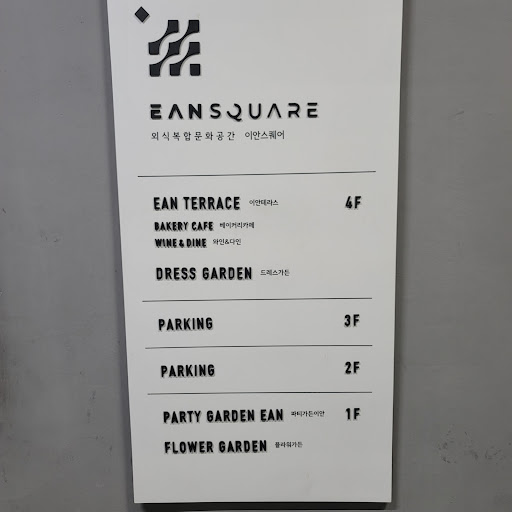 EANSQUARE
외식복합문화공간 이안스퀘어
EAN TERRACE 이안테라스 4F
BAKERY CAFE 베이커리카페
WINE & DINE 와인&다인
DRESS GARDEN 드레스가든
PARKING 3F
PARKING 2F
PARTY GARDEN EAN 파티가든이안 1F
FLOWER GARDEN 플라워가든